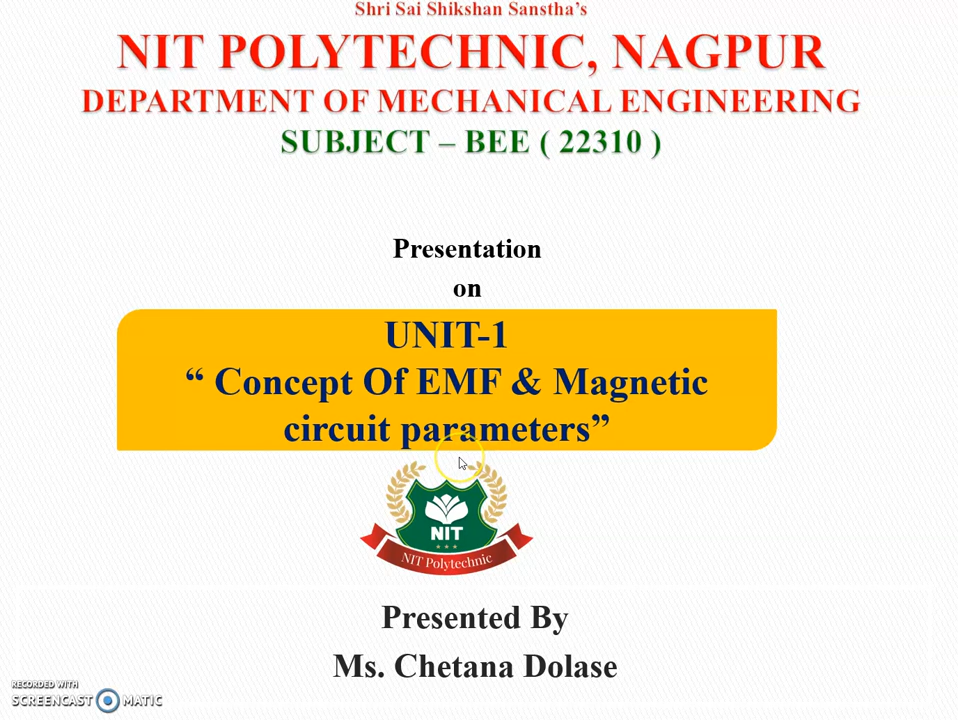 Shri Sai Shikshan Sanstha's
NIT POLYTECHNIC, NAGPUR
DEPARTMENT OF MECHANICAL ENGINEERING
SUBJECT – BEE ( 22310 )
Presentation
on
UNIT-1
“ Concept Of EMF & Magnetic
circuit parameters”
NIT
NIT Polytechnic
Presented By
Ms. Chetana Dolase
RECORDED WITH
SCREENCAST MATIC